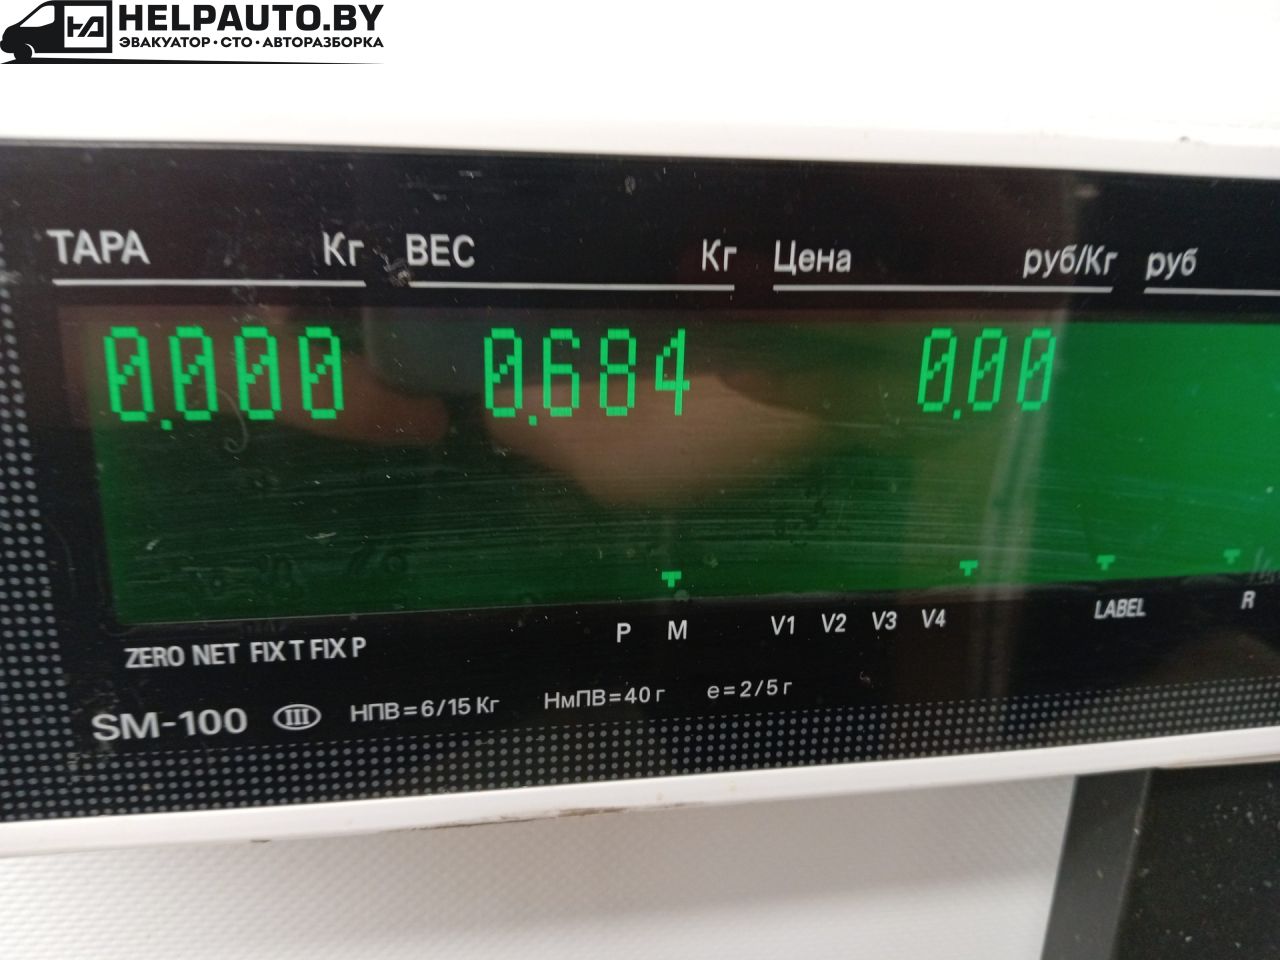 HELPAUTO.BY
ЭВАКУАТОР·СТО·АВТОРАЗБОРКА
ТАРА Кг ВЕС Кг Цена руб/Кг руб
0.000 0.684 0.00
P M V1 V2 V3 V4 LABEL R
ZERO NET FIX T FIX P
SM-100 III НПВ=6/15 Кг НмПВ=40 г e=2/5 г